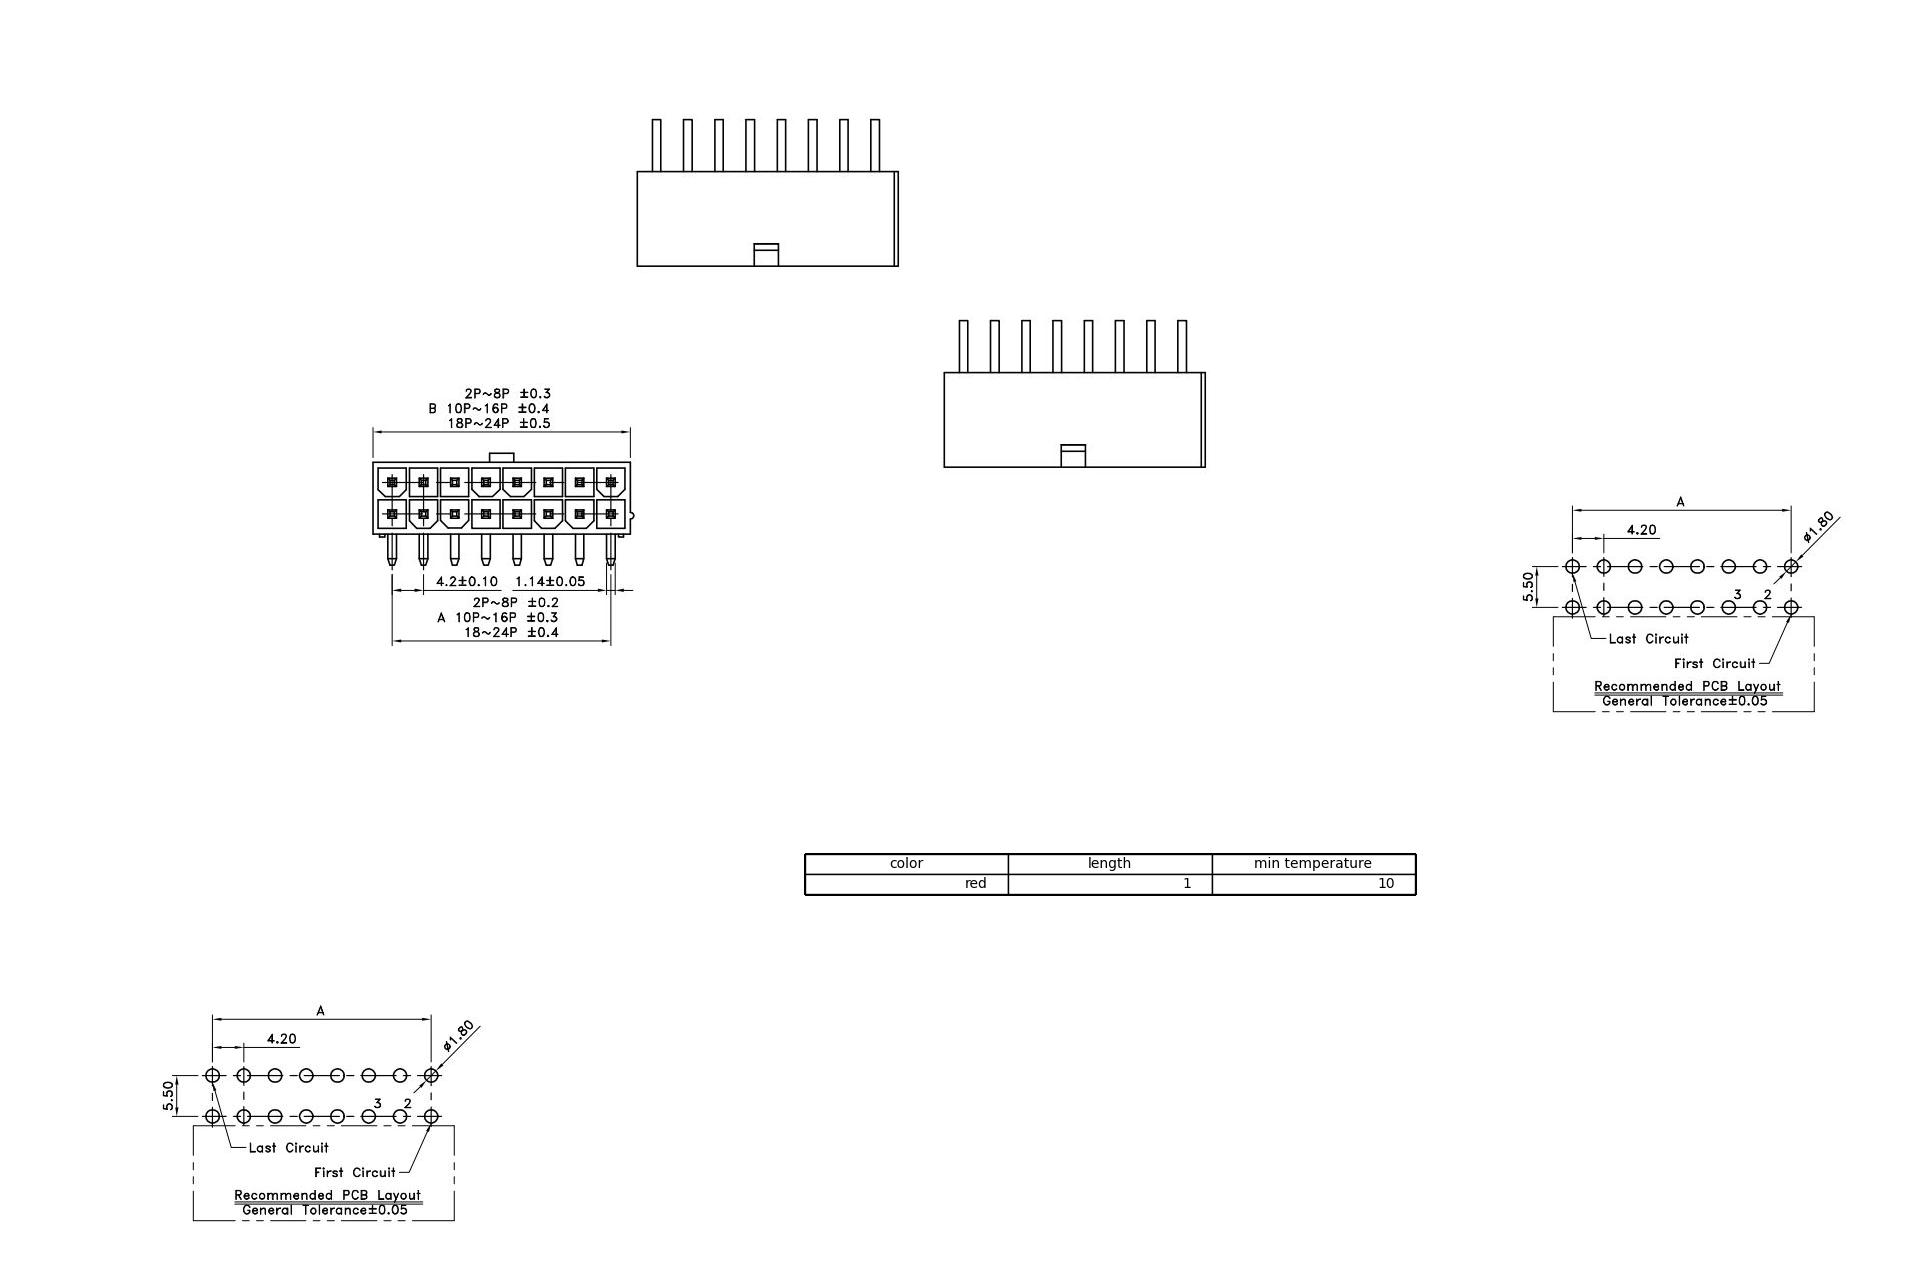 2P~8P ±0.3
B 10P~16P ±0.4
18P~24P ±0.5
4.2±0.10 1.14±0.05
2P~8P ±0.2
A 10P~16P ±0.3
18~24P ±0.4
A
4.20
ø1.80
5.50
3 2
Last Circuit
First Circuit
Recommended PCB Layout
General Tolerance±0.05
color length min temperature
red 1 10
A
4.20
ø1.80
5.50
3 2
Last Circuit
First Circuit
Recommended PCB Layout
General Tolerance±0.05